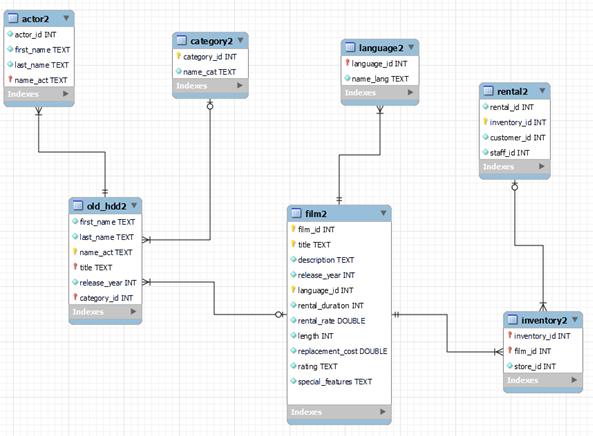 actor2
actor_id INT
first_name TEXT
last_name TEXT
name_act TEXT
Indexes
category2
category_id INT
name_cat TEXT
Indexes
language2
language_id INT
name_lang TEXT
Indexes
rental2
rental_id INT
inventory_id INT
customer_id INT
staff_id INT
Indexes
old_hdd2
first_name TEXT
last_name TEXT
name_act TEXT
title TEXT
release_year INT
category_id INT
Indexes
film2
film_id INT
title TEXT
description TEXT
release_year INT
language_id INT
rental_duration INT
rental_rate DOUBLE
length INT
replacement_cost DOUBLE
rating TEXT
special_features TEXT
Indexes
inventory2
inventory_id INT
film_id INT
store_id INT
Indexes